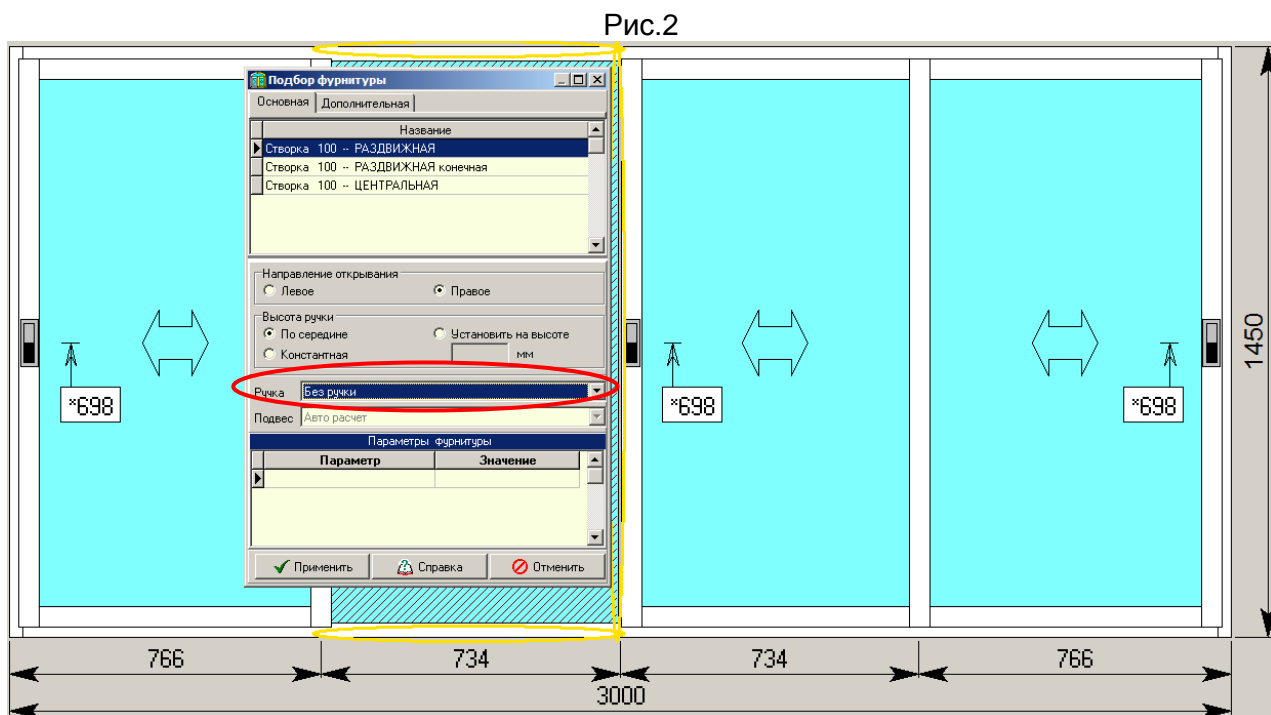 Рис.2
Подбор фурнитуры
Основная Дополнительная
Название
Створка 100 -- РАЗДВИЖНАЯ
Створка 100 -- РАЗДВИЖНАЯ конечная
Створка 100 -- ЦЕНТРАЛЬНАЯ
Направление открывания
Левое Правое
Высота ручки
По середине Установить на высоте
Константная мм
Ручка Без ручки
Подвес Авто расчет
Параметры фурнитуры
Параметр Значение
Применить Справка Отменить
*698 *698 *698
1450
766 734 734 766
3000